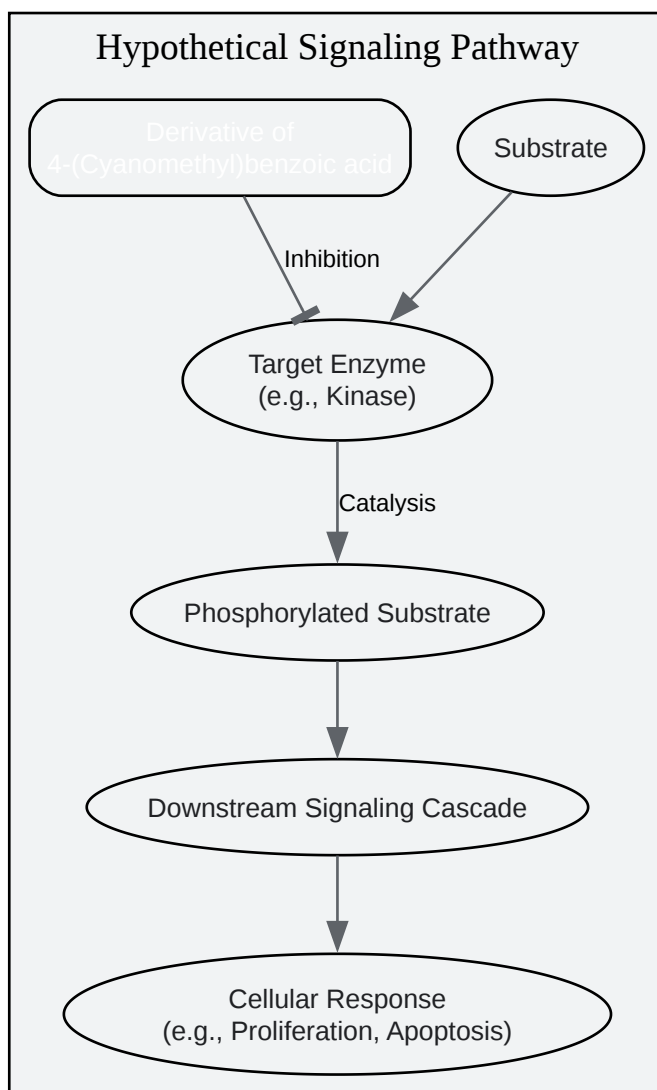 Hypothetical Signaling Pathway
Derivative of
4-(Cyanomethyl)benzoic acid
Substrate
Inhibition
Target Enzyme
(e.g., Kinase)
Catalysis
Phosphorylated Substrate
Downstream Signaling Cascade
Cellular Response
(e.g., Proliferation, Apoptosis)